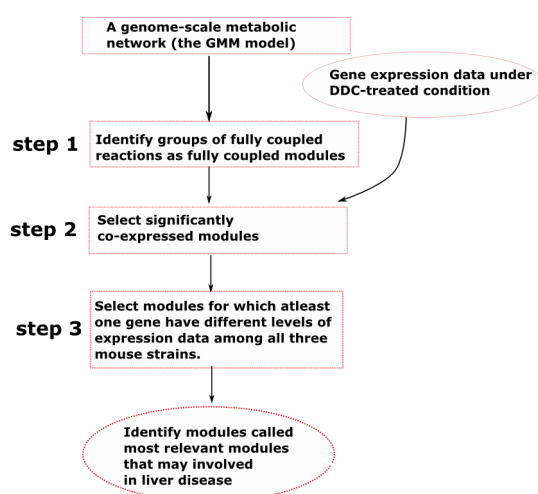 A genome-scale metabolic
network (the GMM model)
Gene expression data under
DDC-treated condition
step 1
Identify groups of fully coupled
reactions as fully coupled modules
step 2
Select significantly
co-expressed modules
step 3
Select modules for which atleast
one gene have different levels of
expression data among all three
mouse strains.
Identify modules called
most relevant modules
that may involved
in liver disease